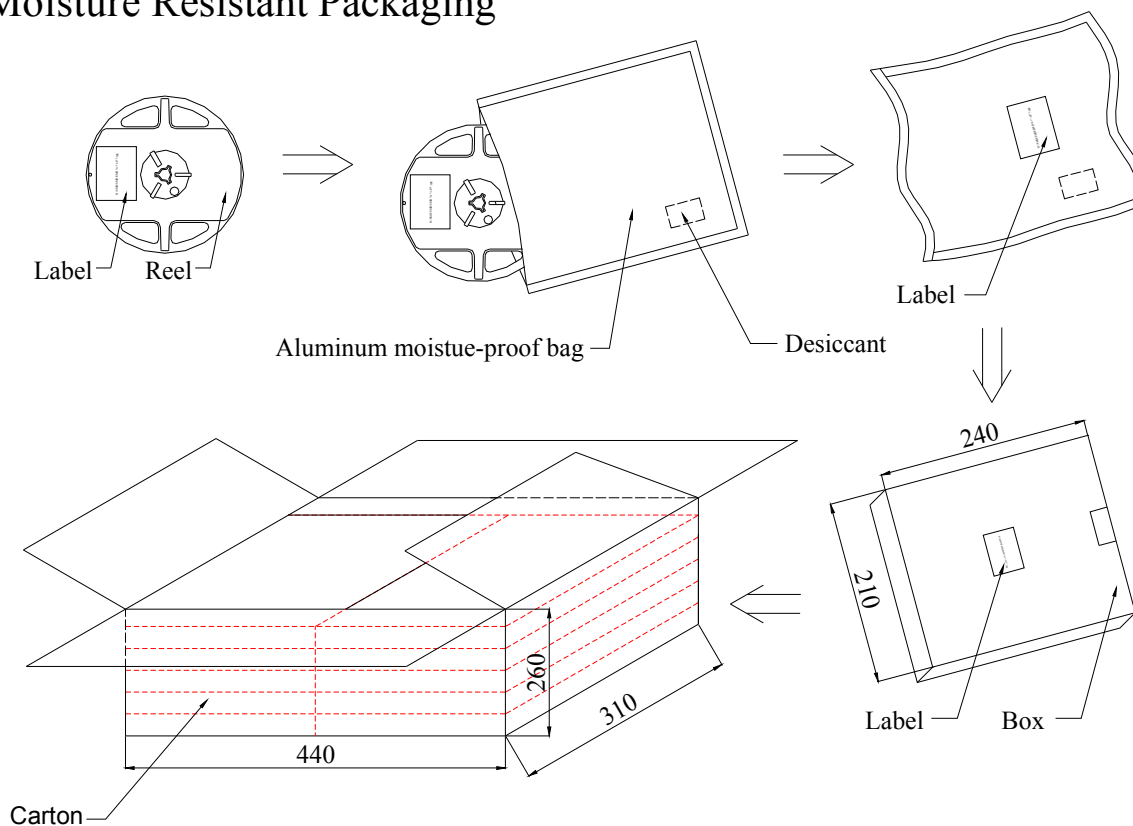 Moisture Resistant Packaging
Label
Reel
Aluminum moistue-proof bag
Desiccant
Label
240
210
Label
Box
260
310
440
Carton